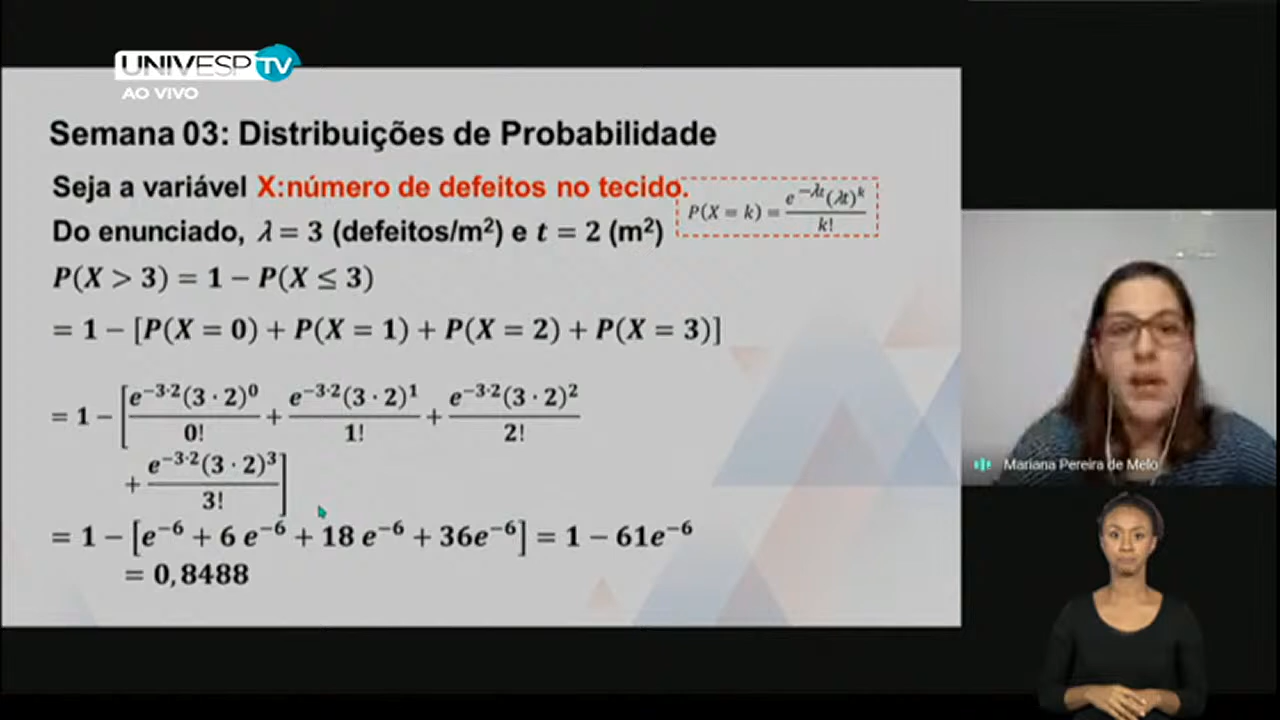 UNIVESP TV
AO VIVO
Semana 03: Distribuições de Probabilidade
Seja a variável X:número de defeitos no tecido.
P(X = k) = e^{−λt}(λt)^k / k!
Do enunciado, λ = 3 (defeitos/m²) e t = 2 (m²)
P(X > 3) = 1 − P(X ≤ 3)
= 1 − [P(X = 0) + P(X = 1) + P(X = 2) + P(X = 3)]
= 1 − [ e^{−3·2}(3 · 2)^0 / 0! + e^{−3·2}(3 · 2)^1 / 1! + e^{−3·2}(3 · 2)^2 / 2!
+ e^{−3·2}(3 · 2)^3 / 3! ]
= 1 − [e^{−6} + 6 e^{−6} + 18 e^{−6} + 36e^{−6}] = 1 − 61e^{−6}
= 0,8488
Mariana Pereira de Melo